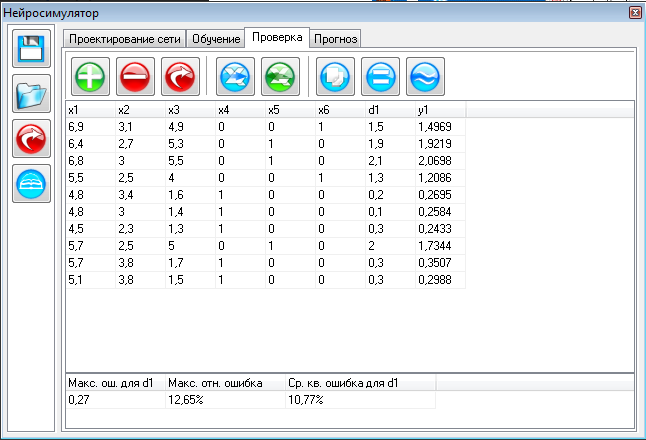 Нейросимулятор
Проектирование сети Обучение Проверка Прогноз
x1 x2 x3 x4 x5 x6 d1 y1
6,9 3,1 4,9 0 0 1 1,5 1,4969
6,4 2,7 5,3 0 1 0 1,9 1,9219
6,8 3 5,5 0 1 0 2,1 2,0698
5,5 2,5 4 0 0 1 1,3 1,2086
4,8 3,4 1,6 1 0 0 0,2 0,2695
4,8 3 1,4 1 0 0 0,1 0,2584
4,5 2,3 1,3 1 0 0 0,3 0,2433
5,7 2,5 5 0 1 0 2 1,7344
5,7 3,8 1,7 1 0 0 0,3 0,3507
5,1 3,8 1,5 1 0 0 0,3 0,2988
Макс. ош. для d1 Макс. отн. ошибка Ср. кв. ошибка для d1
0,27 12,65% 10,77%